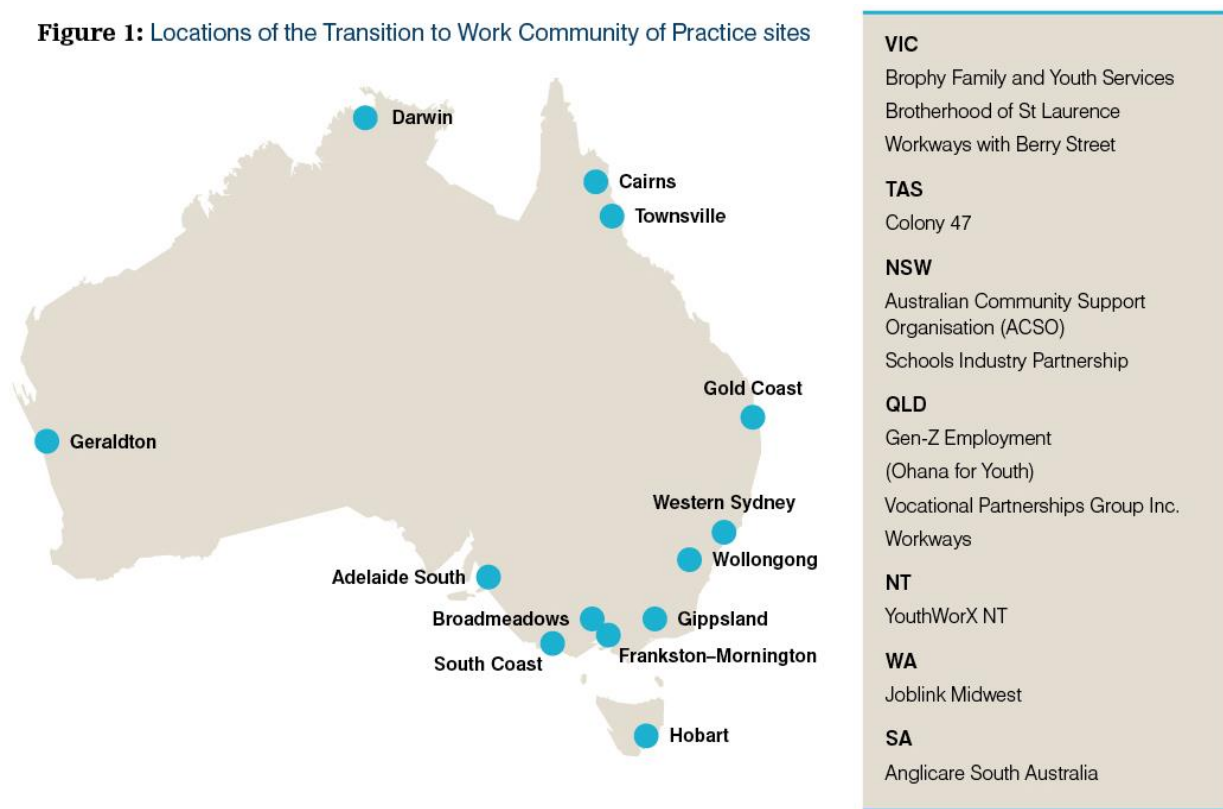 Figure 1: Locations of the Transition to Work Community of Practice sites
Darwin
Cairns
Townsville
Gold Coast
Geraldton
Western Sydney
Wollongong
Adelaide South
Broadmeadows
Gippsland
South Coast
Frankston–Mornington
Hobart
VIC
Brophy Family and Youth Services
Brotherhood of St Laurence
Workways with Berry Street
TAS
Colony 47
NSW
Australian Community Support
Organisation (ACSO)
Schools Industry Partnership
QLD
Gen-Z Employment
(Ohana for Youth)
Vocational Partnerships Group Inc.
Workways
NT
YouthWorX NT
WA
Joblink Midwest
SA
Anglicare South Australia